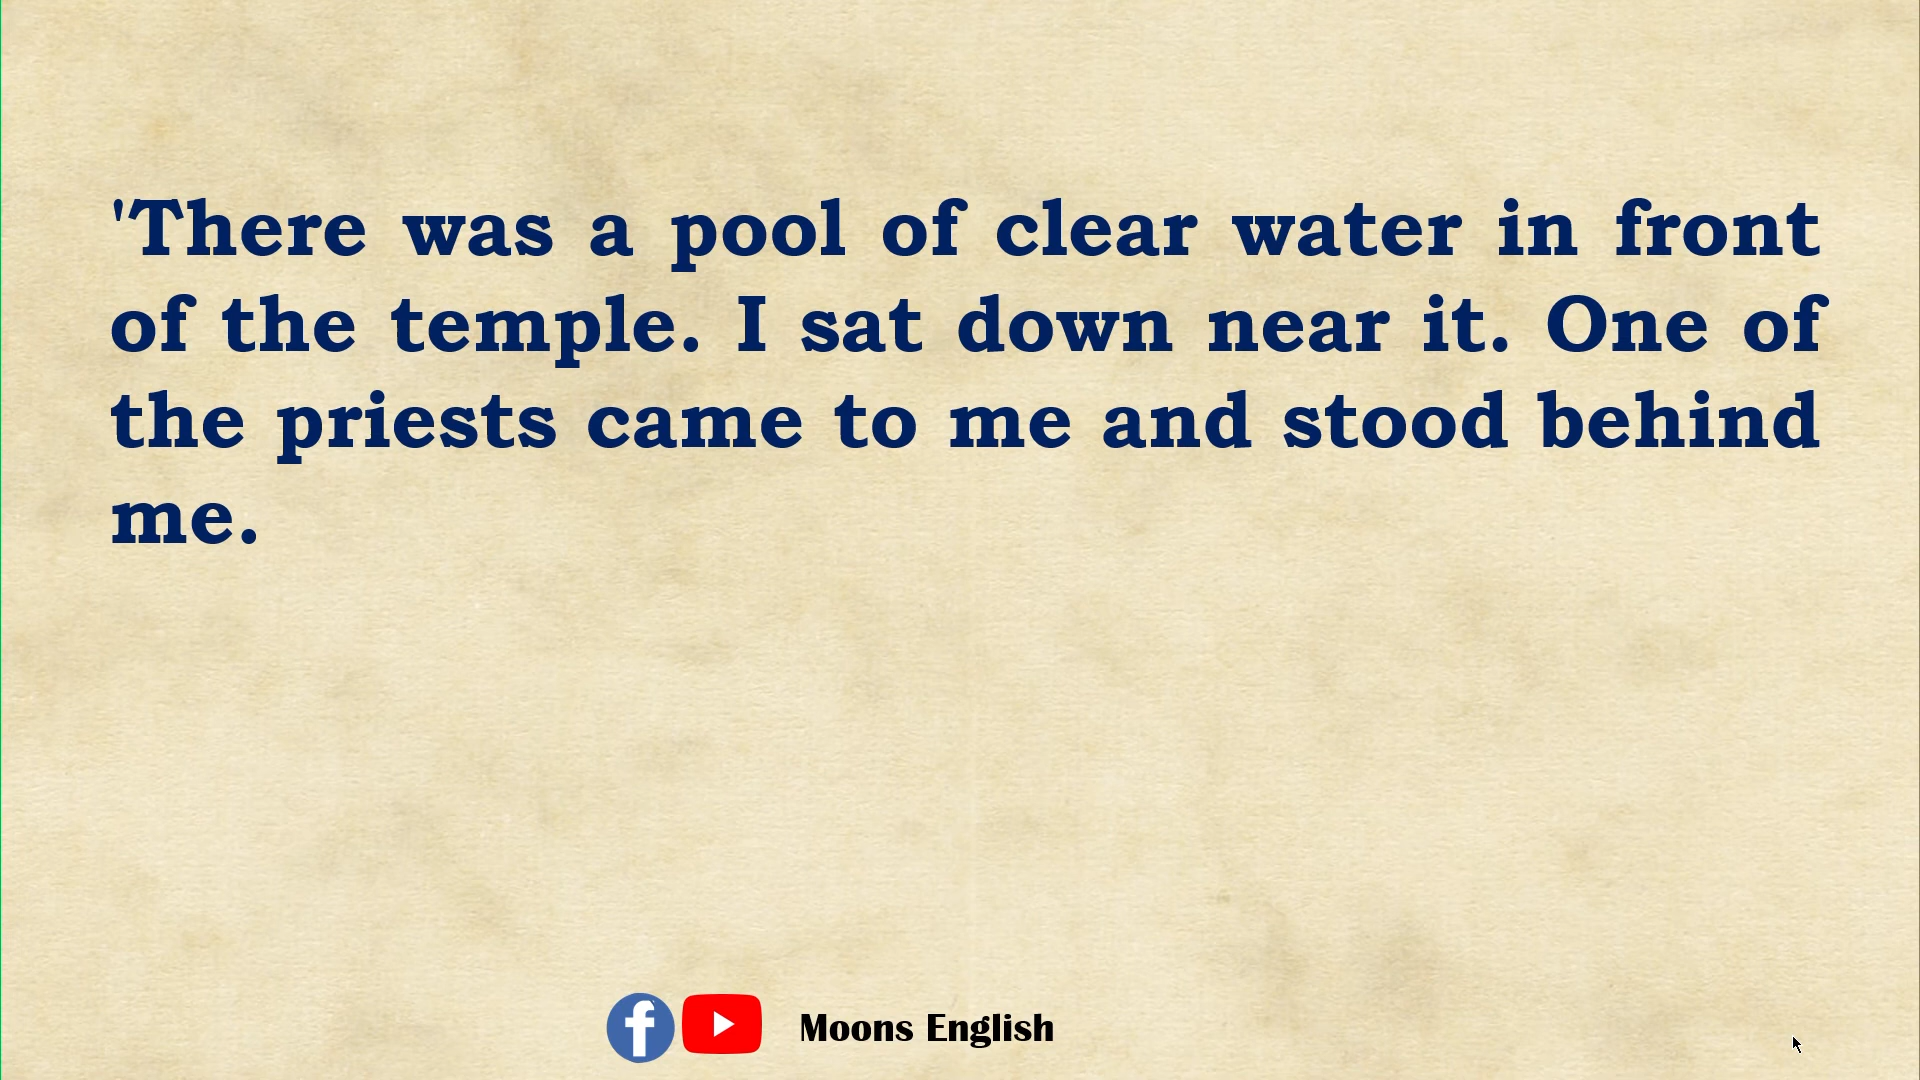 'There was a pool of clear water in front
of the temple. I sat down near it. One of
the priests came to me and stood behind
me.
Moons English